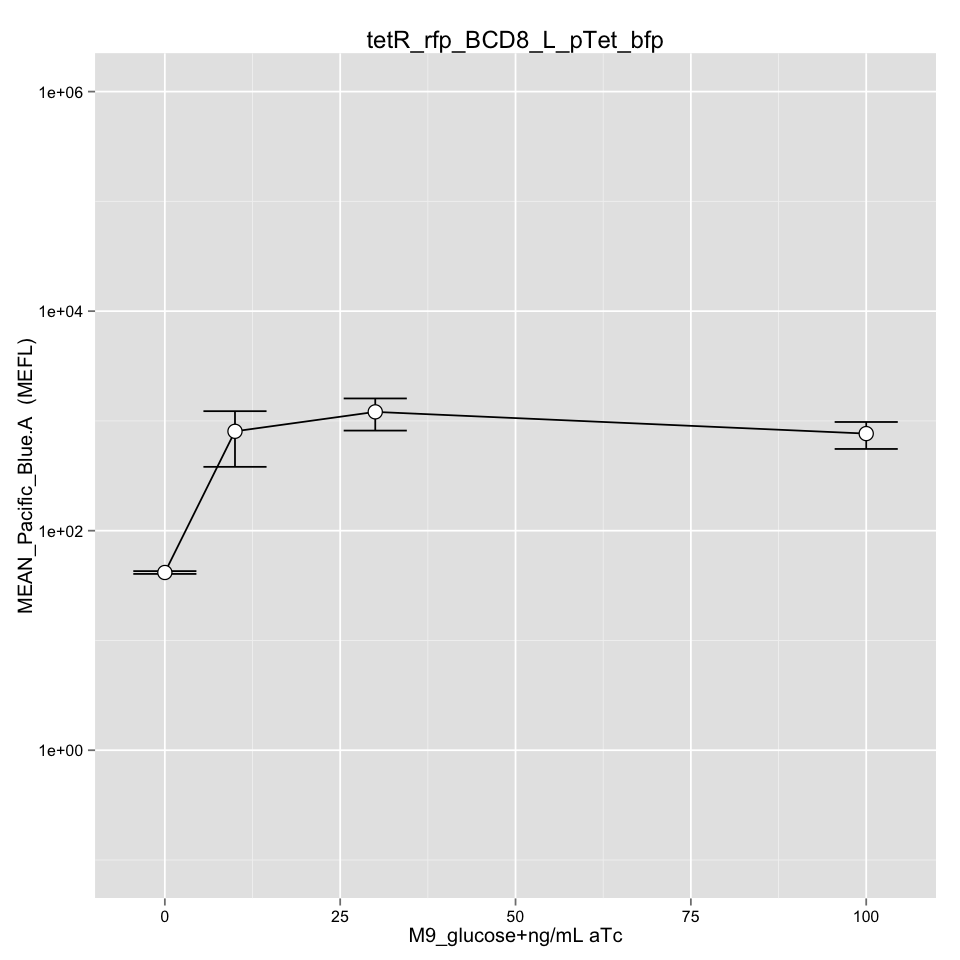 tetR_rfp_BCD8_L_pTet_bfp
MEAN_Pacific_Blue.A  (MEFL)
1e+06
1e+04
1e+02
1e+00
0 25 50 75 100
M9_glucose+ng/mL aTc